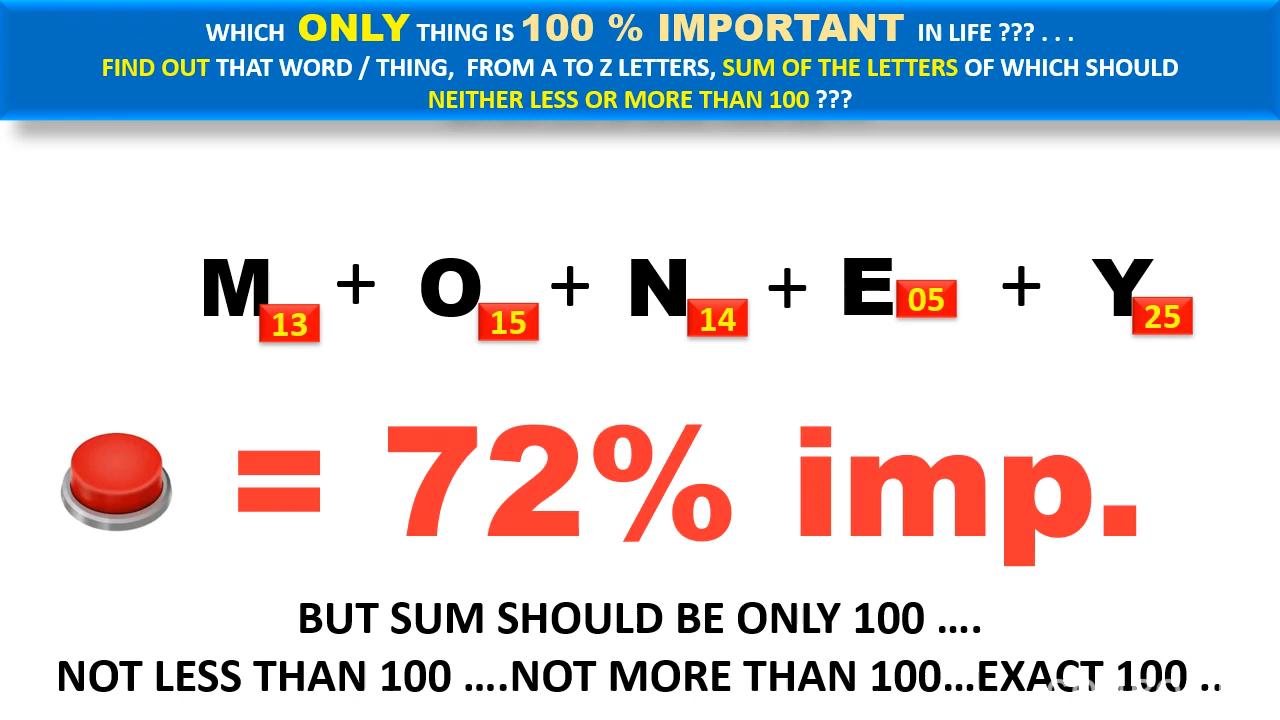 WHICH ONLY THING IS 100 % IMPORTANT IN LIFE ??? . . .
FIND OUT THAT WORD / THING, FROM A TO Z LETTERS, SUM OF THE LETTERS OF WHICH SHOULD
NEITHER LESS OR MORE THAN 100 ???
M + O + N + E + Y
13 15 14 05 25
= 72% imp.
BUT SUM SHOULD BE ONLY 100 ....
NOT LESS THAN 100 ....NOT MORE THAN 100...EXACT 100 ..